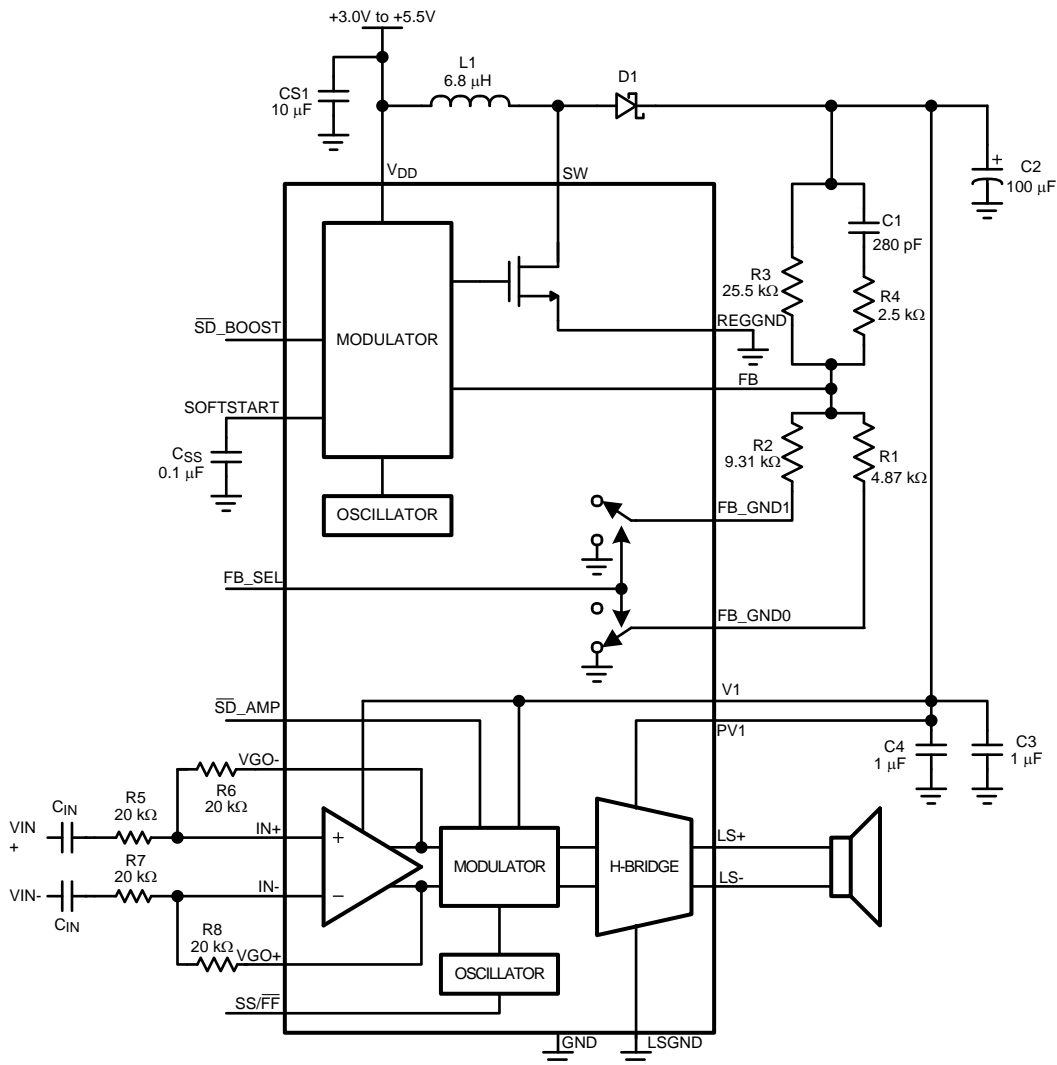 +3.0V to +5.5V
L1
6.8 μH
D1
CS1
10 μF
VDD
SW
+
C2
100 μF
C1
280 pF
R3
25.5 kΩ
R4
2.5 kΩ
REGGND
SD_BOOST
MODULATOR
FB
SOFTSTART
CSS
0.1 μF
R2
9.31 kΩ
R1
4.87 kΩ
OSCILLATOR
FB_GND1
FB_SEL
FB_GND0
V1
SD_AMP
PV1
C4
1 μF
C3
1 μF
VGO-
R6
20 kΩ
CIN
R5
20 kΩ
VIN
+
IN+
+
LS+
R7
20 kΩ
MODULATOR
H-BRIDGE
VIN-
IN-
−
LS-
CIN
R8
20 kΩ
VGO+
OSCILLATOR
SS/FF
GND
LSGND